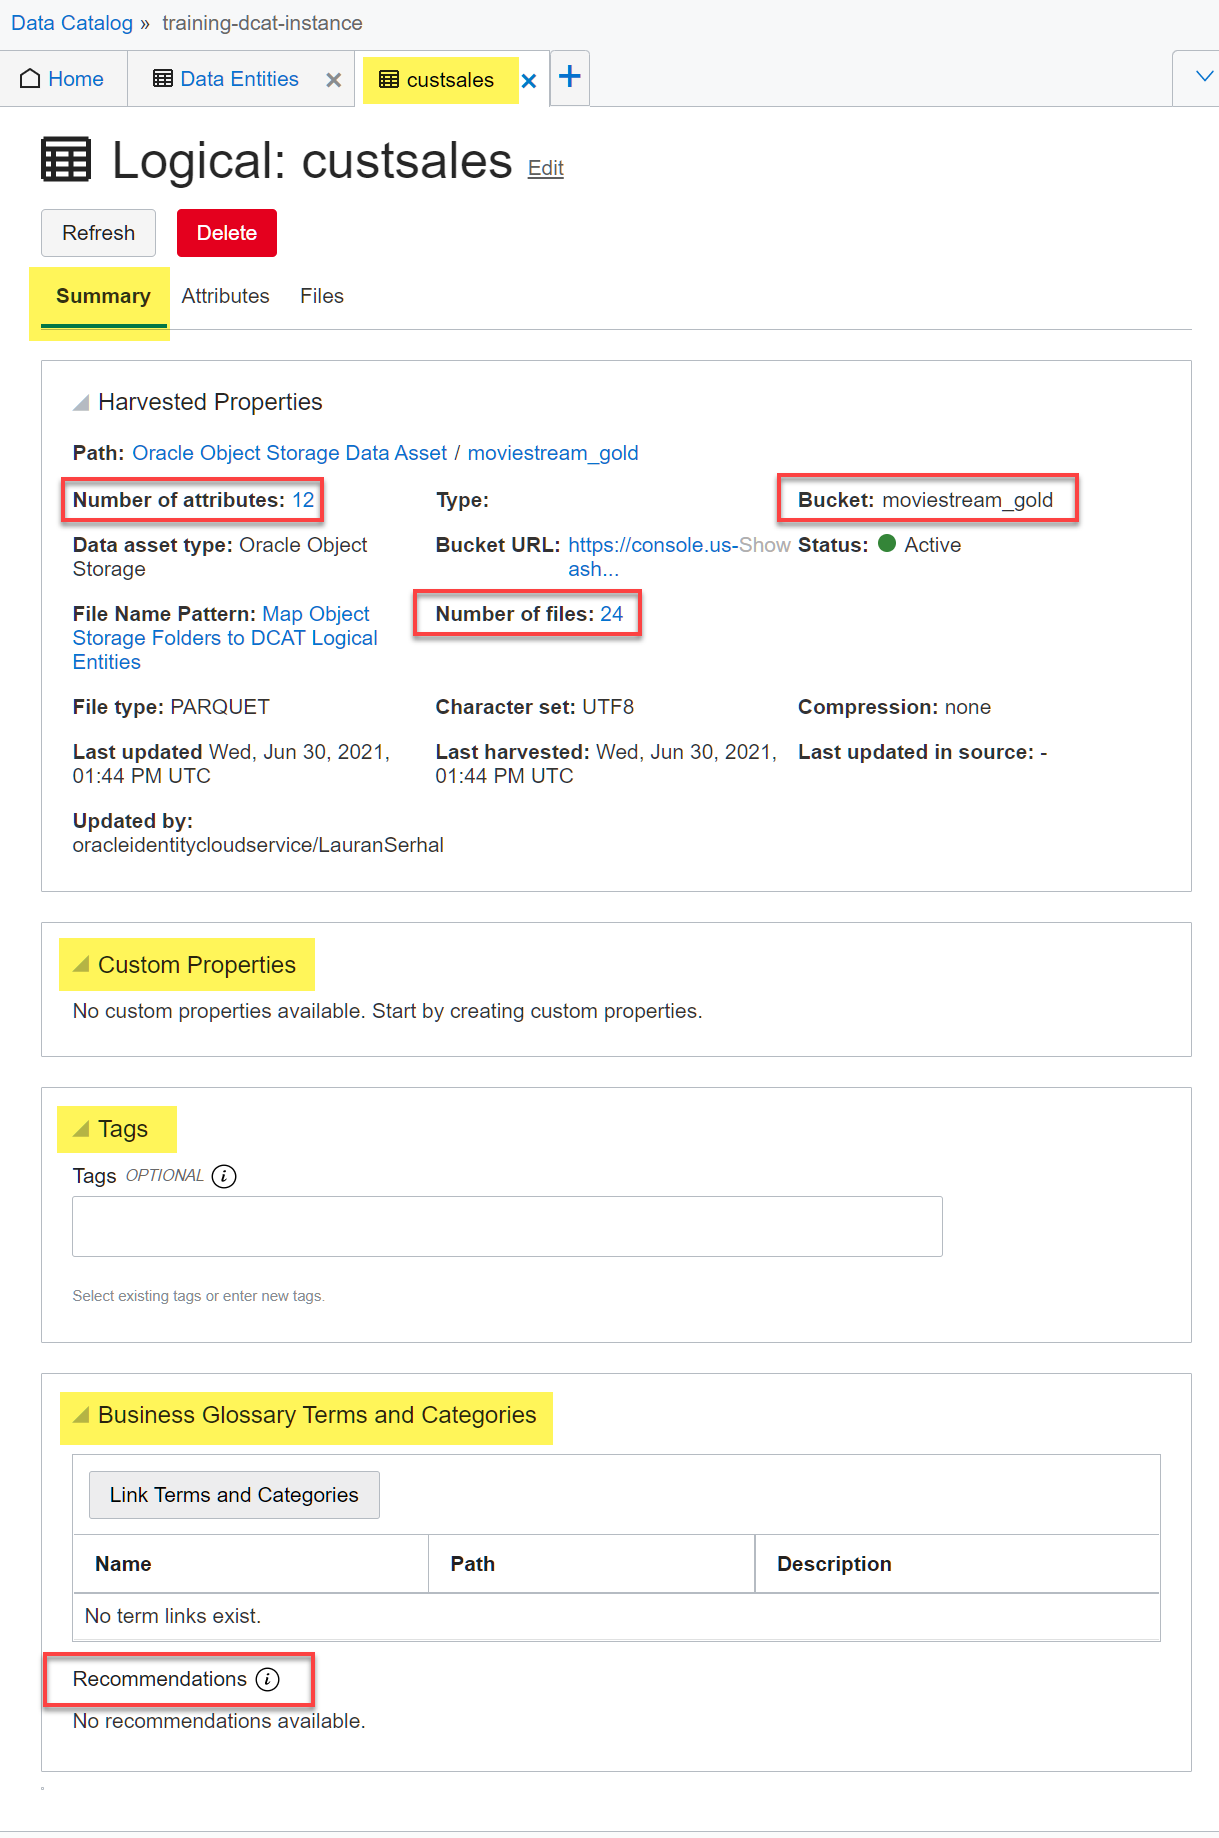 Data Catalog » training-dcat-instance
Home Data Entities custsales
Logical: custsales Edit
Refresh Delete
Summary Attributes Files
Harvested Properties
Path: Oracle Object Storage Data Asset / moviestream_gold
Number of attributes: 12 Type: Bucket: moviestream_gold
Data asset type: Oracle Object Bucket URL: https://console.us-Show Status: Active
Storage ash...
File Name Pattern: Map Object Number of files: 24
Storage Folders to DCAT Logical
Entities
File type: PARQUET Character set: UTF8 Compression: none
Last updated Wed, Jun 30, 2021, Last harvested: Wed, Jun 30, 2021, Last updated in source: -
01:44 PM UTC 01:44 PM UTC
Updated by:
oracleidentitycloudservice/LauranSerhal
Custom Properties
No custom properties available. Start by creating custom properties.
Tags
Tags OPTIONAL i
Select existing tags or enter new tags.
Business Glossary Terms and Categories
Link Terms and Categories
Name Path Description
No term links exist.
Recommendations i
No recommendations available.